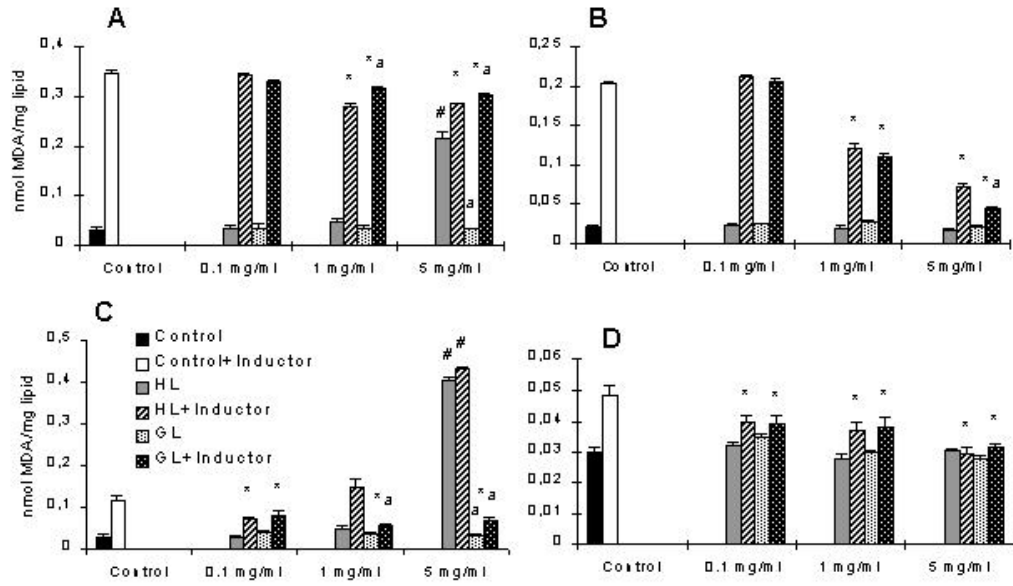 A
nmol MDA/mg lipid
0,4
0,3
0,2
0,1
0
* * a * * a
#
a
Control 0.1 mg/ml 1 mg/ml 5 mg/ml
B
0,25
0,2
0,15
0,1
0,05
0
* * * * a
Control 0.1 mg/ml 1 mg/ml 5 mg/ml
C
nmol MDA/mg lipid
0,5
0,4
0,3
0,2
0,1
0
Control
Control+Inductor
HL
HL+Inductor
GL
GL+Inductor
# #
* * * a a * a
Control 0.1 mg/ml 1 mg/ml 5 mg/ml
D
0,06
0,05
0,04
0,03
0,02
0,01
0
* * * * * *
Control 0.1 mg/ml 1 mg/ml 5 mg/ml